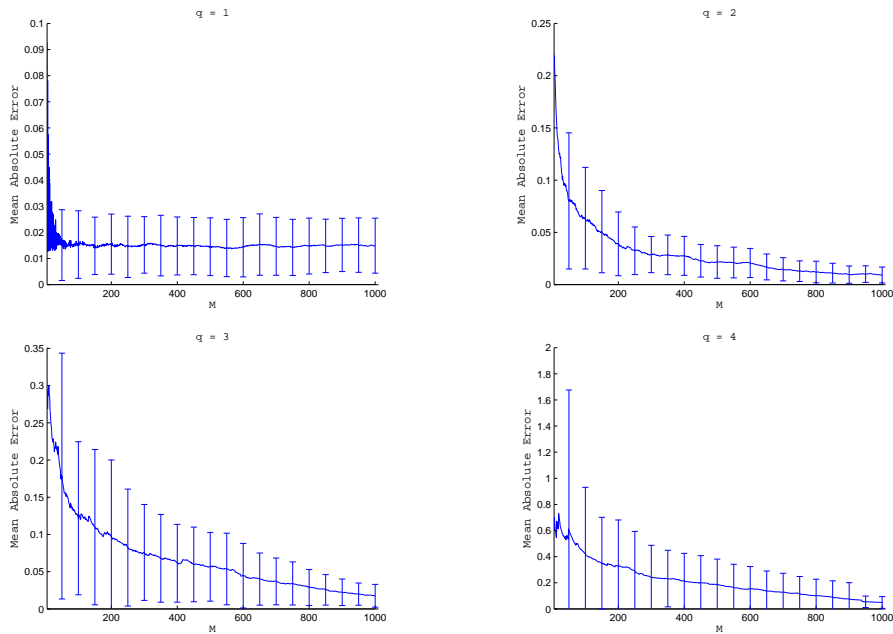 q = 1
0.1
0.09
0.08
0.07
0.06
0.05
0.04
0.03
0.02
0.01
0
Mean Absolute Error
200 400 600 800 1000
M
q = 2
0.25
0.2
0.15
0.1
0.05
0
Mean Absolute Error
200 400 600 800 1000
M
q = 3
0.35
0.3
0.25
0.2
0.15
0.1
0.05
0
Mean Absolute Error
200 400 600 800 1000
M
q = 4
2
1.8
1.6
1.4
1.2
1
0.8
0.6
0.4
0.2
0
Mean Absolute Error
200 400 600 800 1000
M